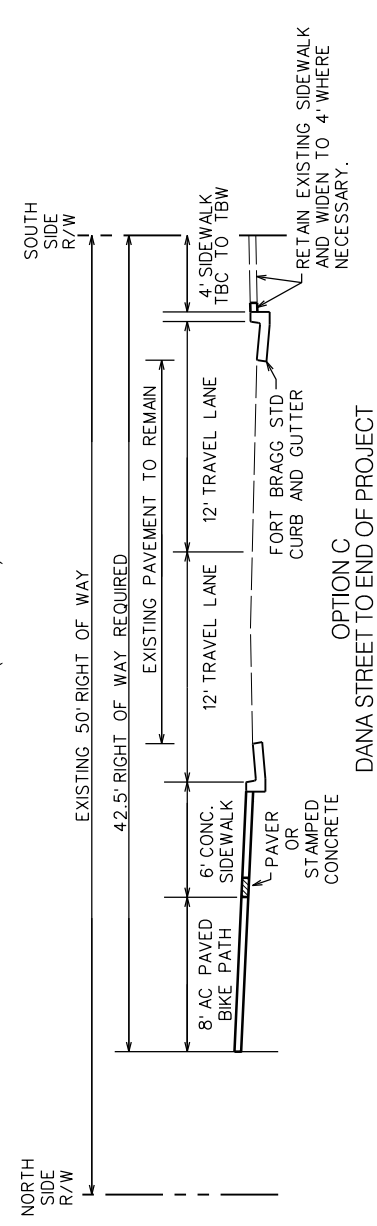 NORTH
SIDE
R/W
SOUTH
SIDE
R/W
EXISTING 50' RIGHT OF WAY
42.5' RIGHT OF WAY REQUIRED
EXISTING PAVEMENT TO REMAIN
8' AC PAVED
BIKE PATH
6' CONC.
SIDEWALK
12' TRAVEL LANE
12' TRAVEL LANE
4' SIDEWALK
TBC TO TBW
PAVER
OR
STAMPED
CONCRETE
FORT BRAGG STD
CURB AND GUTTER
RETAIN EXISTING SIDEWALK
AND WIDEN TO 4' WHERE
NECESSARY.
OPTION C
DANA STREET TO END OF PROJECT